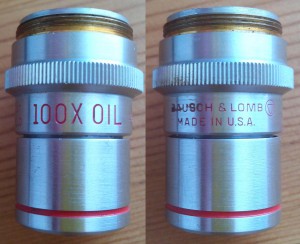 100X OIL
BAUSCH & LOMB
MADE IN U.S.A.